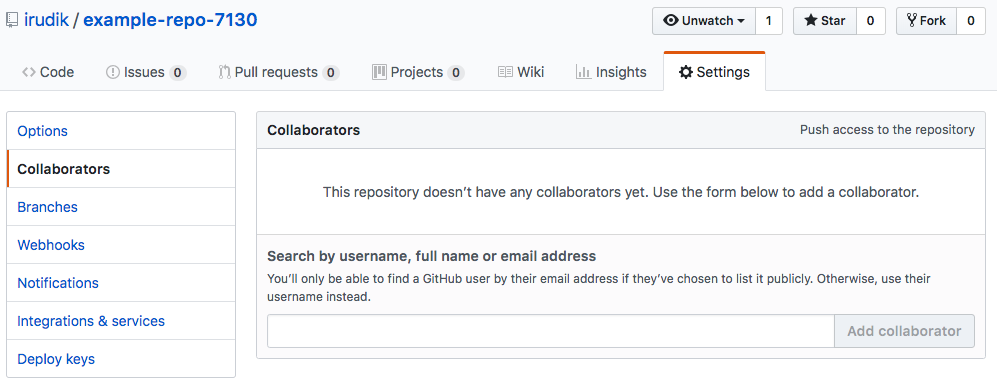 irudik / example-repo-7130
Unwatch 1
Star 0
Fork 0
Code
Issues 0
Pull requests 0
Projects 0
Wiki
Insights
Settings
Options
Collaborators
Branches
Webhooks
Notifications
Integrations & services
Deploy keys
Collaborators
Push access to the repository
This repository doesn’t have any collaborators yet. Use the form below to add a collaborator.
Search by username, full name or email address
You’ll only be able to find a GitHub user by their email address if they’ve chosen to list it publicly. Otherwise, use their
username instead.
Add collaborator